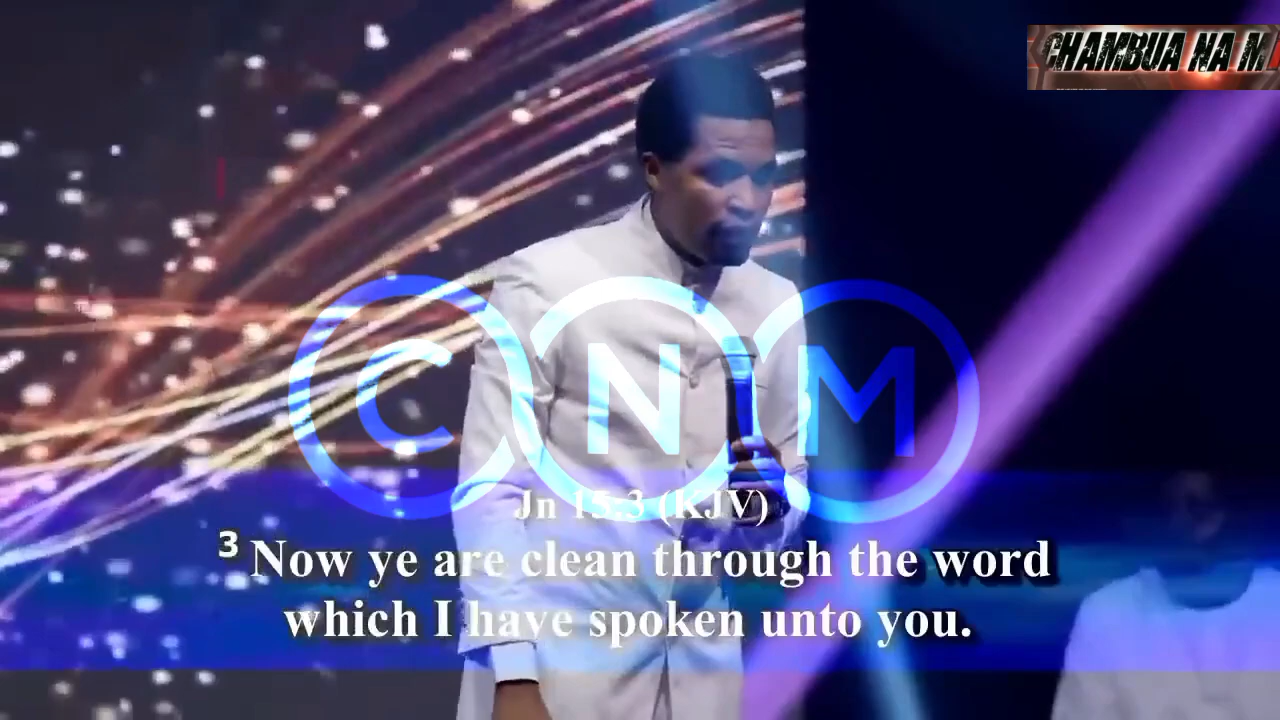 CHAMBUA NA M
C N M
Jn 15:3 (KJV)
3 Now ye are clean through the word
which I have spoken unto you.